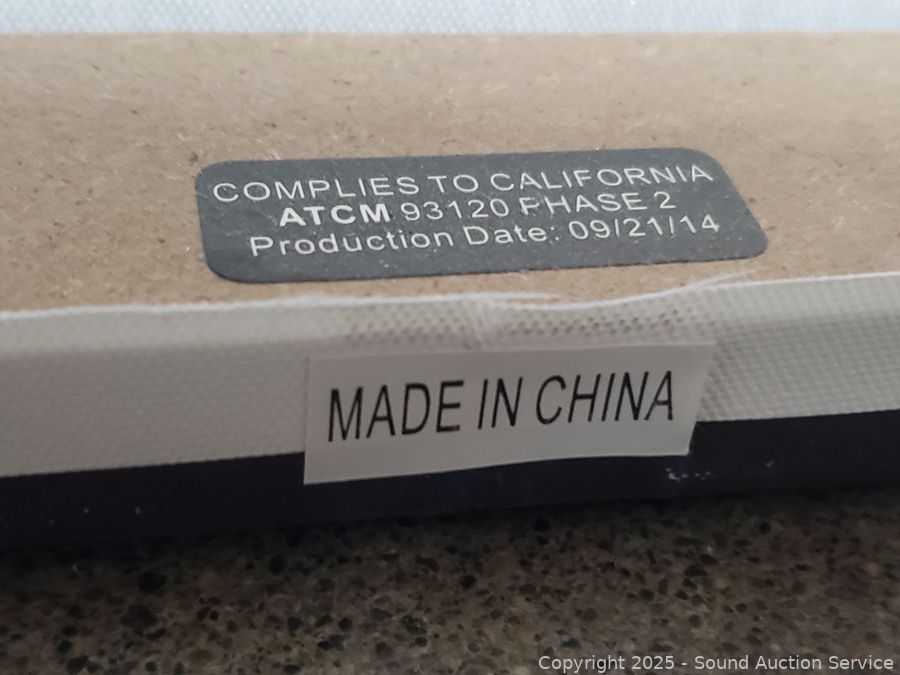 COMPLIES TO CALIFORNIA
ATCM 93120 PHASE 2
Production Date: 09/21/14
MADE IN CHINA
Copyright 2025 - Sound Auction Service